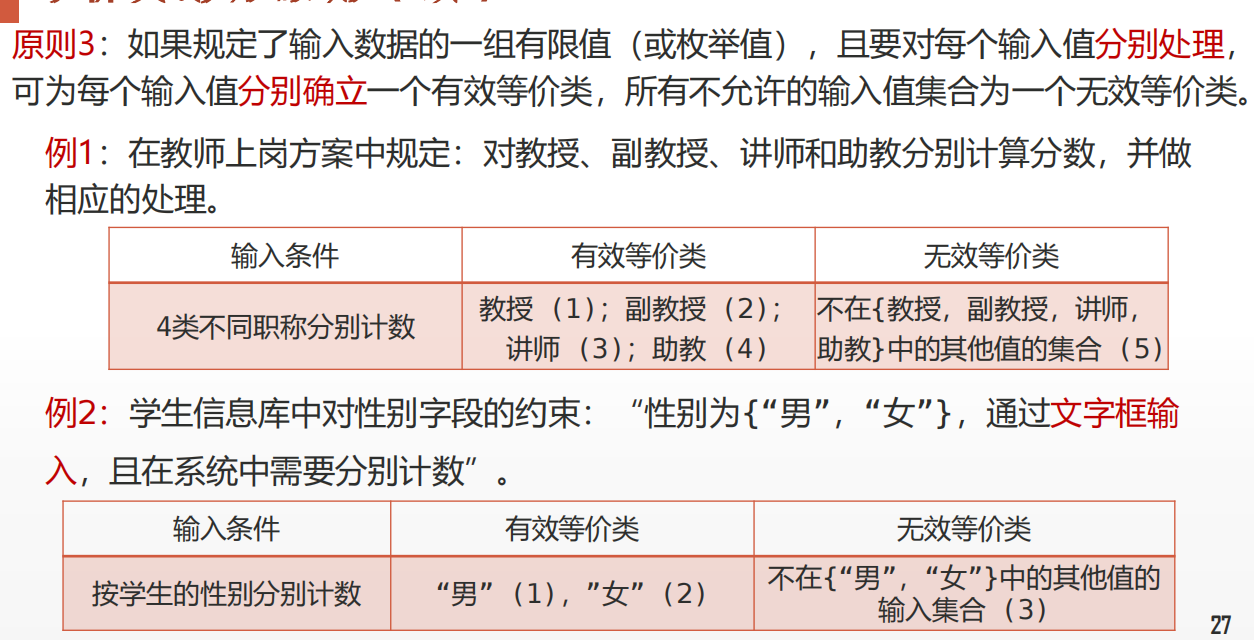 原则3：如果规定了输入数据的一组有限值（或枚举值），且要对每个输入值分别处理，
可为每个输入值分别确立一个有效等价类，所有不允许的输入值集合为一个无效等价类。
例1：在教师上岗方案中规定：对教授、副教授、讲师和助教分别计算分数，并做
相应的处理。
输入条件 有效等价类 无效等价类
4类不同职称分别计数
教授（1）；副教授（2）；
讲师（3）；助教（4）
不在{教授，副教授，讲师，
助教}中的其他值的集合（5）
例2：学生信息库中对性别字段的约束：“性别为{“男”，“女”}，通过文字框输
入，且在系统中需要分别计数”。
输入条件 有效等价类 无效等价类
按学生的性别分别计数
“男”（1），”女”（2）
不在{“男”，“女”}中的其他值的
输入集合（3）
27